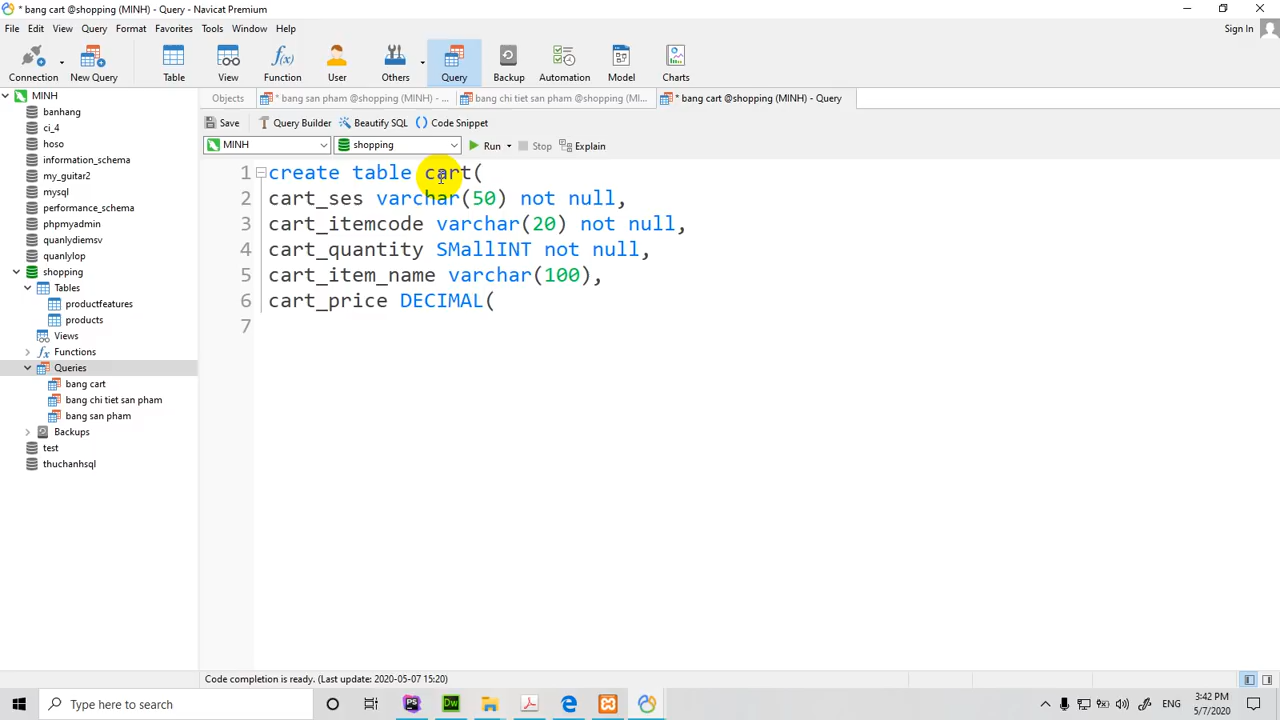 * bang cart @shopping (MINH) - Query - Navicat Premium
File Edit View Query Format Favorites Tools Window Help
Sign In
Connection New Query Table View Function User Others Query Backup Automation Model Charts
MINH
banhang
ci_4
hoso
information_schema
my_guitar2
mysql
performance_schema
phpmyadmin
quanlydiemsv
quanlylop
shopping
Tables
productfeatures
products
Views
Functions
Queries
bang cart
bang chi tiet san pham
bang san pham
Backups
test
thuchanhsql
Objects * bang san pham @shopping (MINH) - ... bang chi tiet san pham @shopping (MI... * bang cart @shopping (MINH) - Query
Save Query Builder Beautify SQL () Code Snippet
MINH shopping Run Stop Explain
1 create table cart(
2 cart_ses varchar(50) not null,
3 cart_itemcode varchar(20) not null,
4 cart_quantity SMallINT not null,
5 cart_item_name varchar(100),
6 cart_price DECIMAL(
7
Code completion is ready. (Last update: 2020-05-07 15:20)
Type here to search
PS
Dw
ENG
3:42 PM
5/7/2020